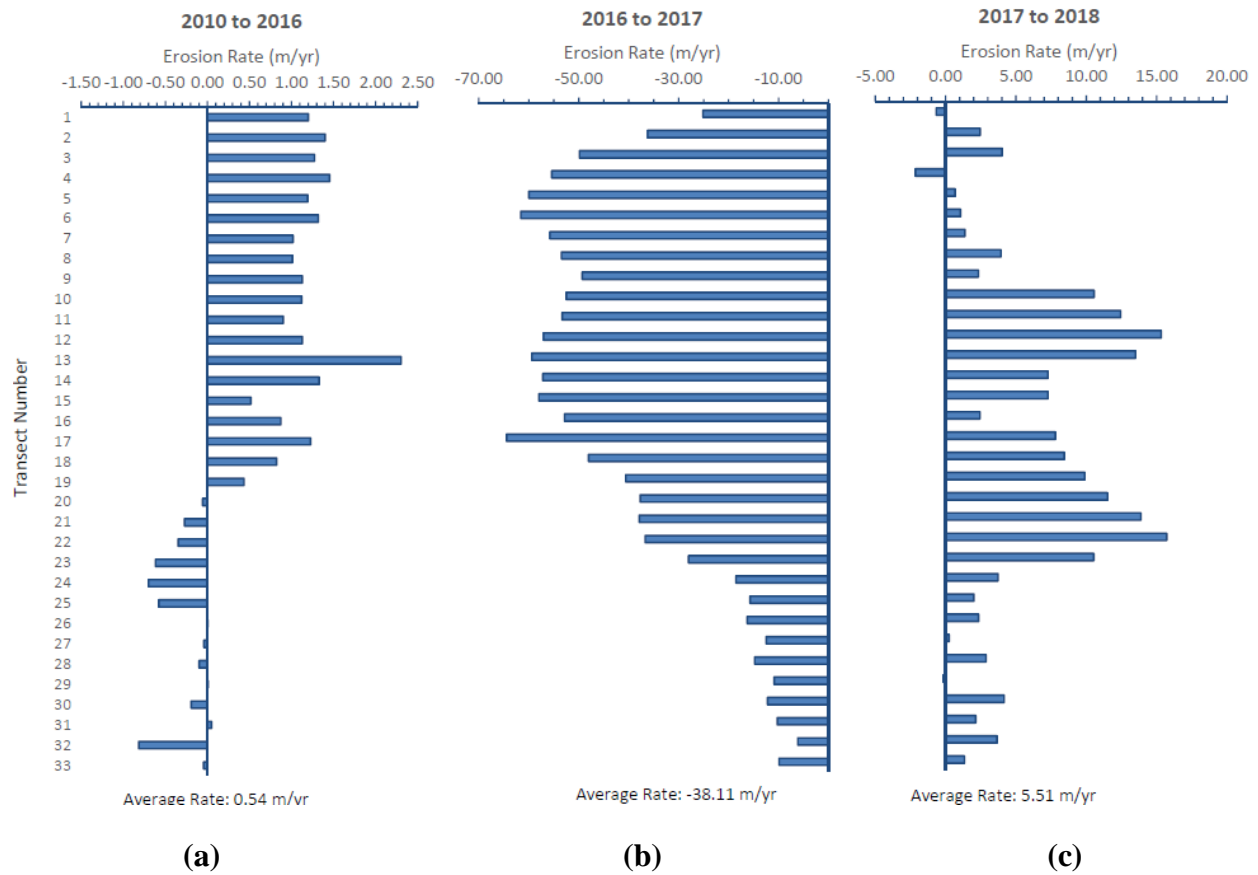 2010 to 2016
Erosion Rate (m/yr)
-1.50 -1.00 -0.50 0.00 0.50 1.00 1.50 2.00 2.50
Transect Number
1
2
3
4
5
6
7
8
9
10
11
12
13
14
15
16
17
18
19
20
21
22
23
24
25
26
27
28
29
30
31
32
33
Average Rate: 0.54 m/yr
(a)
2016 to 2017
Erosion Rate (m/yr)
-70.00 -50.00 -30.00 -10.00
Average Rate: -38.11 m/yr
(b)
2017 to 2018
Erosion Rate (m/yr)
-5.00 0.00 5.00 10.00 15.00 20.00
Average Rate: 5.51 m/yr
(c)